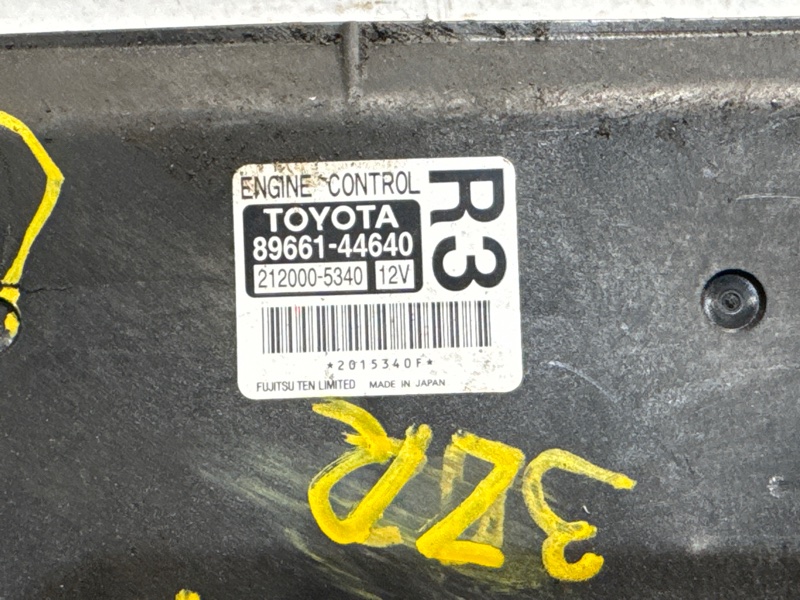 ENGINE CONTROL
R3
TOYOTA
89661-44640
212000-5340 12V
*2015340F*
FUJITSU TEN LIMITED MADE IN JAPAN
3ZR